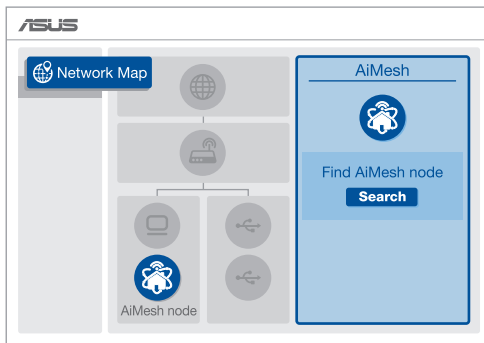 ASUS
Network Map
AiMesh
Find AiMesh node
Search
AiMesh node